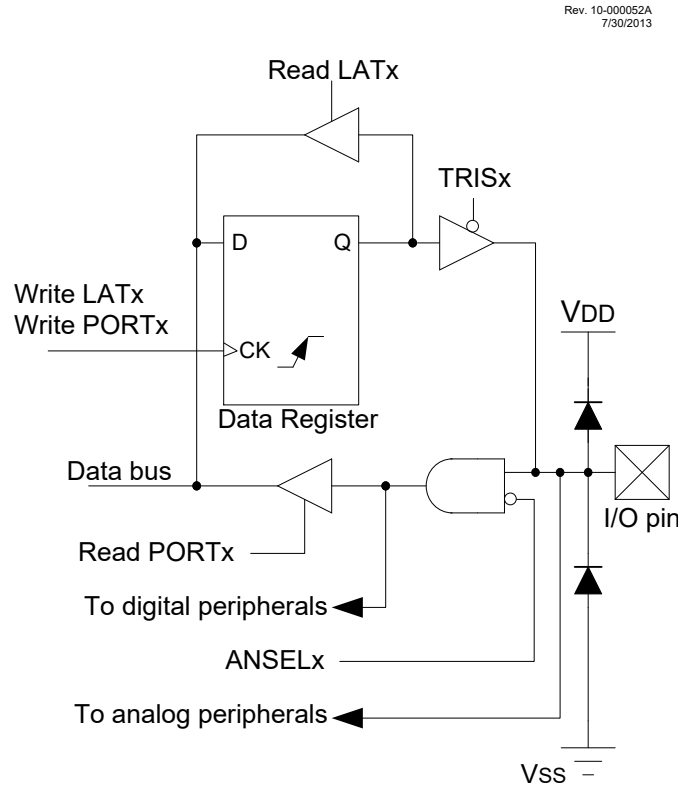 Rev. 10-000052A
7/30/2013
Read LATx
TRISx
D
Q
Write LATx
Write PORTx
CK
VDD
Data Register
Data bus
I/O pin
Read PORTx
To digital peripherals
ANSELx
To analog peripherals
VSS